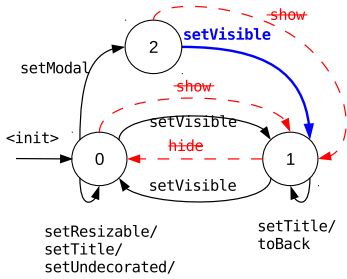 show
setVisible
2
setModal
show
setVisible
<init>
hide
0
1
setVisible
setResizable/
setTitle/
setUndecorated/
setTitle/
toBack